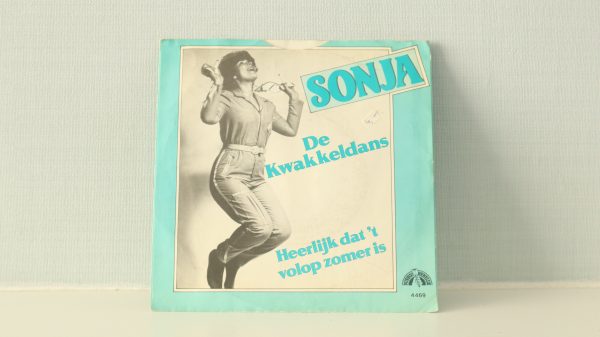 SONJA
De
Kwakkeldans
Heerlijk dat 't
volop zomer is
4469